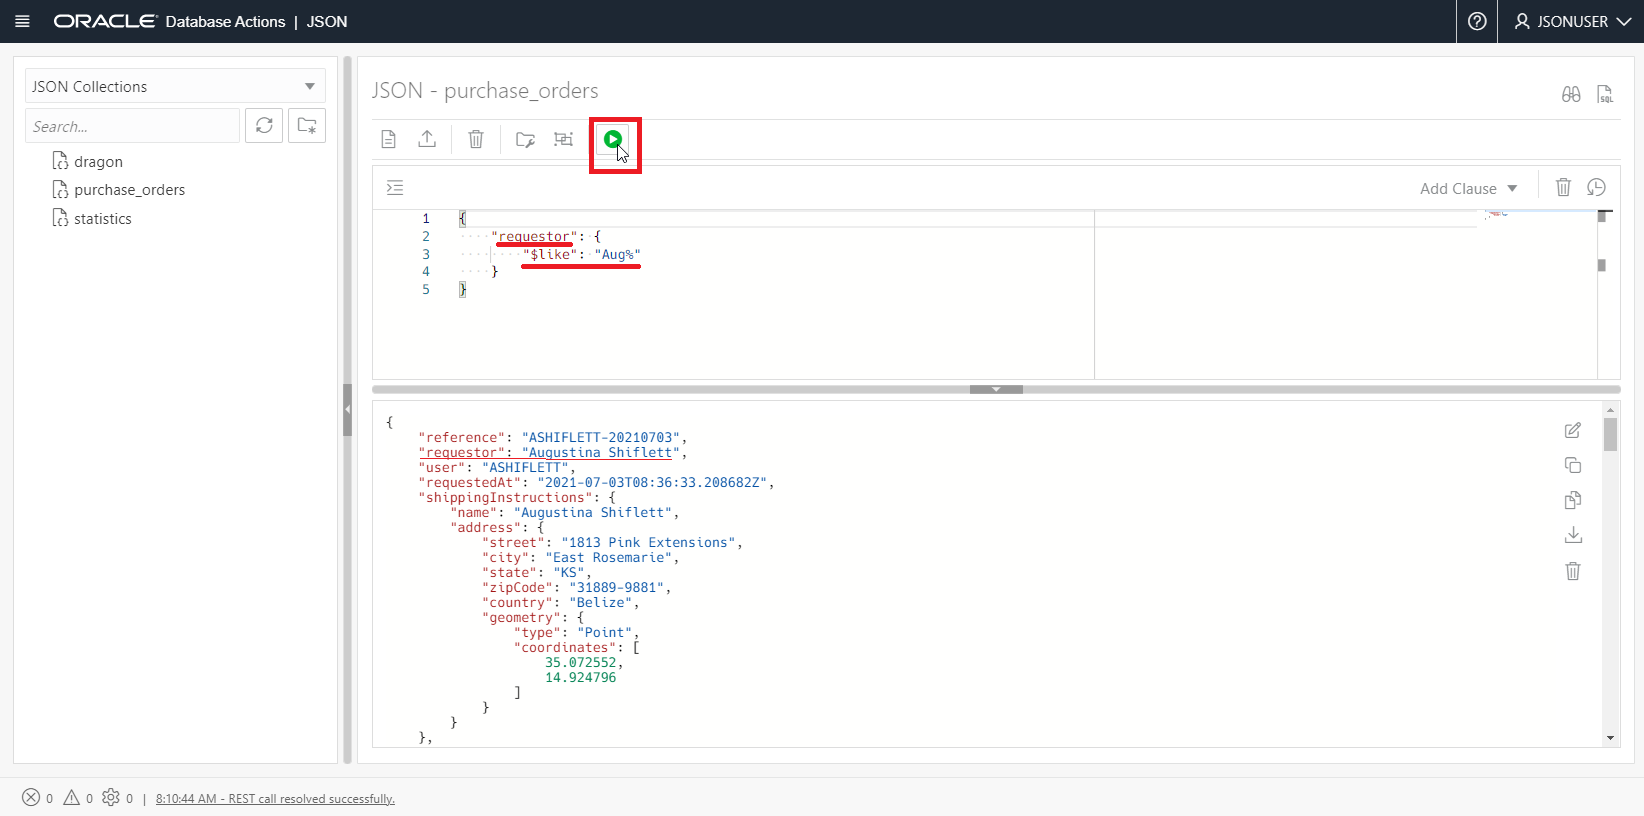 ORACLE Database Actions | JSON
JSONUSER
JSON Collections
Search...
dragon
purchase_orders
statistics
JSON - purchase_orders
SQL
Add Clause
1 {
2 "requestor": {
3 "$like": "Aug%"
4 }
5 }
{
"reference": "ASHIFLETT-20210703",
"requestor": "Augustina Shiflett",
"user": "ASHIFLETT",
"requestedAt": "2021-07-03T08:36:33.208682Z",
"shippingInstructions": {
"name": "Augustina Shiflett",
"address": {
"street": "1813 Pink Extensions",
"city": "East Rosemarie",
"state": "KS",
"zipCode": "31889-9881",
"country": "Belize",
"geometry": {
"type": "Point",
"coordinates": [
35.072552,
14.924796
]
}
}
},
0 0 0 | 8:10:44 AM - REST call resolved successfully.